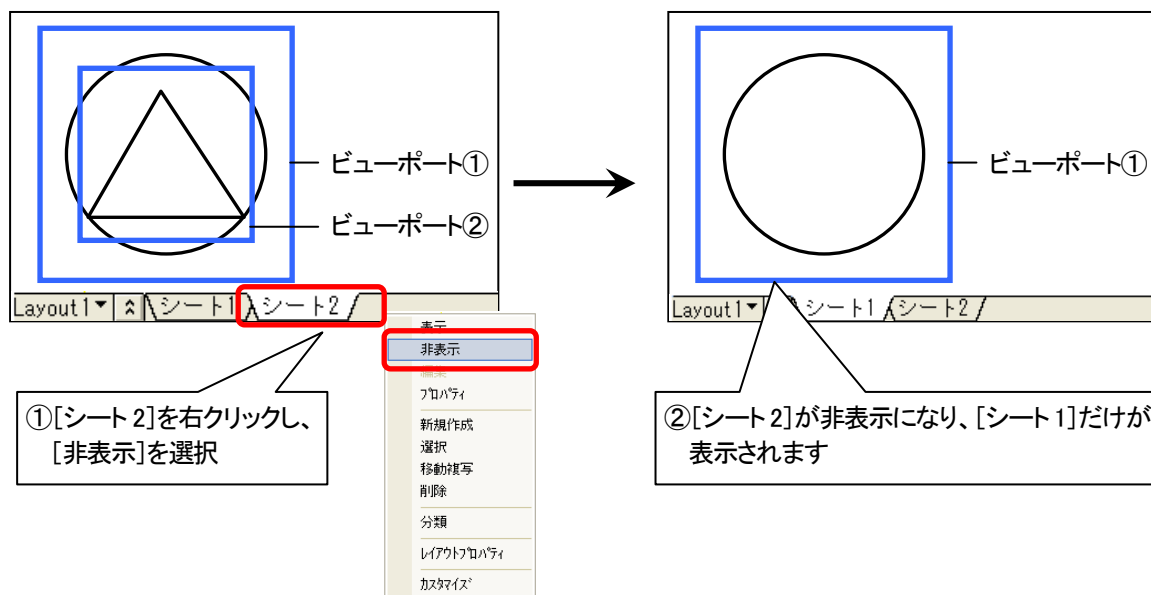 ビューポート①
ビューポート②
Layout1
シート1
シート2
表示
非表示
編集
プロパティ
新規作成
選択
移動複写
削除
分類
レイアウトプロパティ
カスタマイズ
①[シート 2]を右クリックし、
[非表示]を選択
ビューポート①
Layout1
シート1
シート2
②[シート 2]が非表示になり、[シート 1]だけが
表示されます